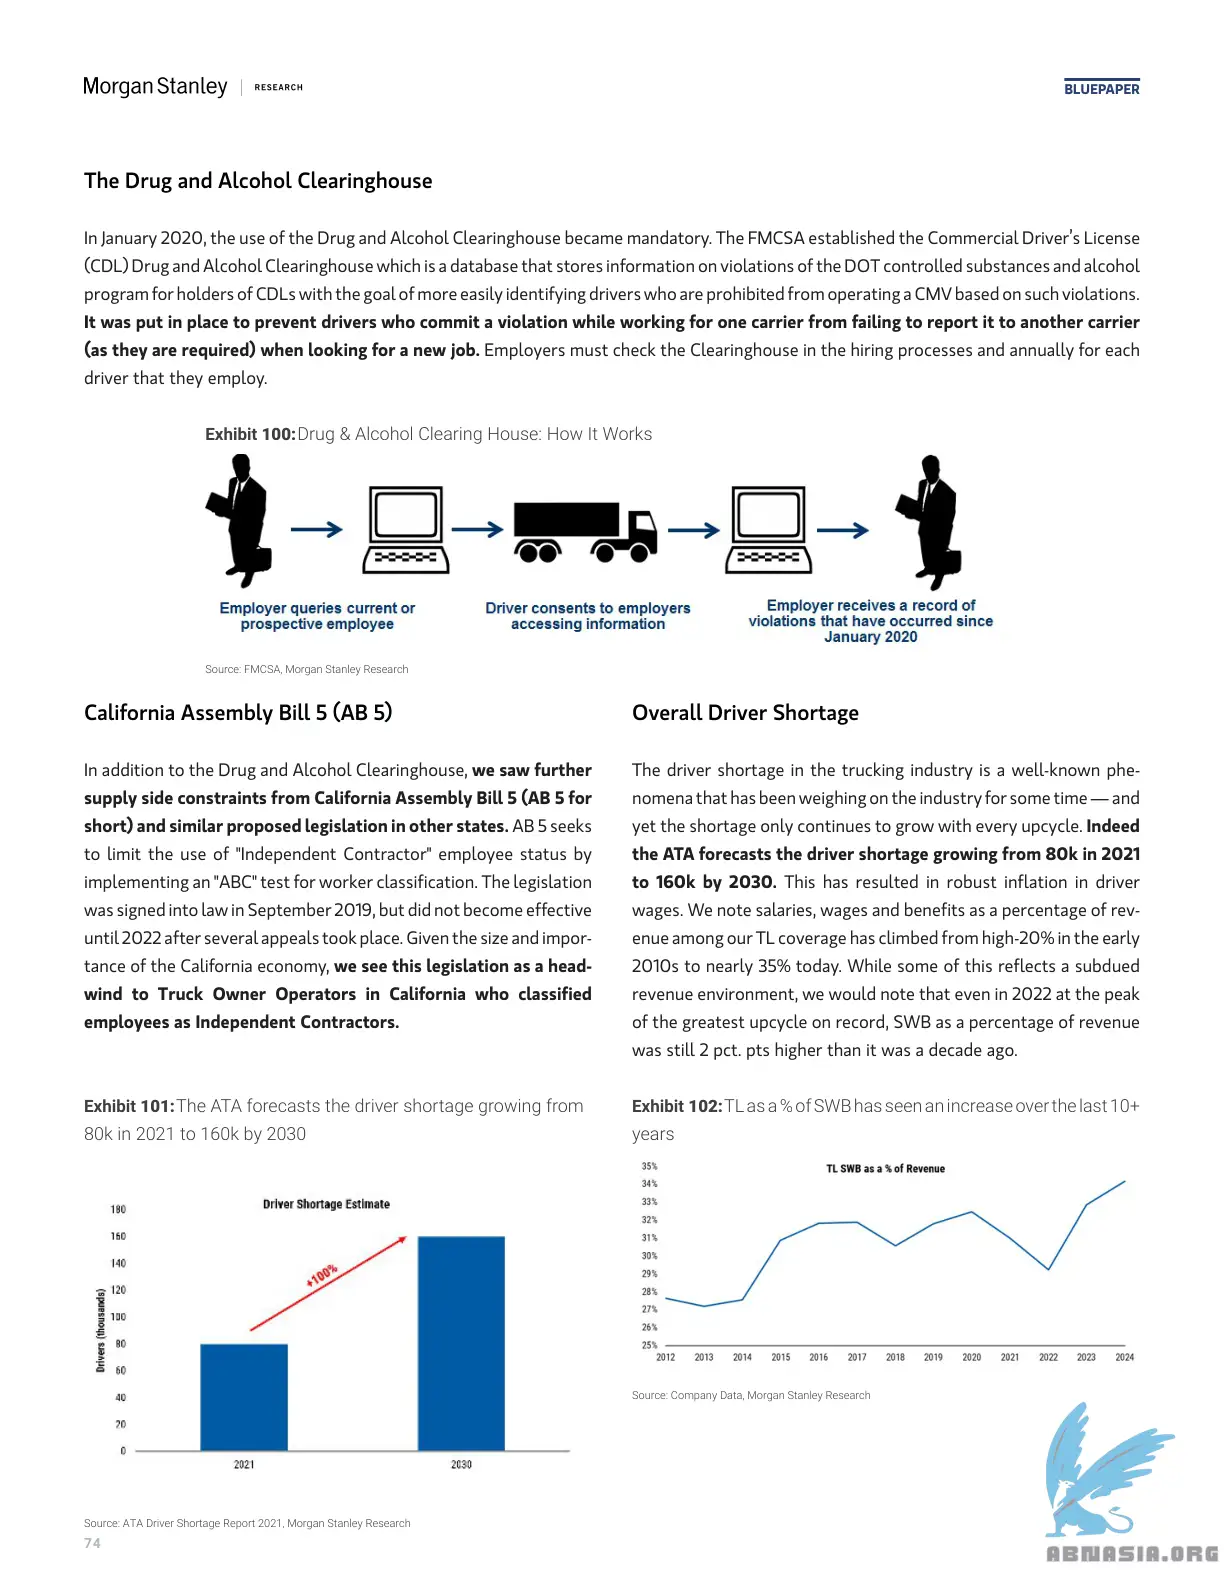 Morgan Stanley | RESEARCH
BLUEPAPER
The Drug and Alcohol Clearinghouse
In January 2020, the use of the Drug and Alcohol Clearinghouse became mandatory. The FMCSA established the Commercial Driver's License
(CDL) Drug and Alcohol Clearinghouse which is a database that stores information on violations of the DOT controlled substances and alcohol
program for holders of CDLs with the goal of more easily identifying drivers who are prohibited from operating a CMV based on such violations.
It was put in place to prevent drivers who commit a violation while working for one carrier from failing to report it to another carrier
(as they are required) when looking for a new job. Employers must check the Clearinghouse in the hiring processes and annually for each
driver that they employ.
Exhibit 100: Drug & Alcohol Clearing House: How It Works
Employer queries current or
prospective employee
Driver consents to employers
accessing information
Employer receives a record of
violations that have occurred since
January 2020
Source: FMCSA, Morgan Stanley Research
California Assembly Bill 5 (AB 5)
In addition to the Drug and Alcohol Clearinghouse, we saw further
supply side constraints from California Assembly Bill 5 (AB 5 for
short) and similar proposed legislation in other states. AB 5 seeks
to limit the use of "Independent Contractor" employee status by
implementing an "ABC" test for worker classification. The legislation
was signed into law in September 2019, but did not become effective
until 2022 after several appeals took place. Given the size and impor-
tance of the California economy, we see this legislation as a head-
wind to Truck Owner Operators in California who classified
employees as Independent Contractors.
Overall Driver Shortage
The driver shortage in the trucking industry is a well-known phe-
nomena that has been weighing on the industry for some time — and
yet the shortage only continues to grow with every upcycle. Indeed
the ATA forecasts the driver shortage growing from 80k in 2021
to 160k by 2030. This has resulted in robust inflation in driver
wages. We note salaries, wages and benefits as a percentage of rev-
enue among our TL coverage has climbed from high-20% in the early
2010s to nearly 35% today. While some of this reflects a subdued
revenue environment, we would note that even in 2022 at the peak
of the greatest upcycle on record, SWB as a percentage of revenue
was still 2 pct. pts higher than it was a decade ago.
Exhibit 101: The ATA forecasts the driver shortage growing from
80k in 2021 to 160k by 2030
Driver Shortage Estimate
Drivers (thousands)
180
160
140
120
100
80
60
40
20
0
+100%
2021 2030
Source: ATA Driver Shortage Report 2021, Morgan Stanley Research
Exhibit 102: TL as a % of SWB has seen an increase over the last 10+
years
TL SWB as a % of Revenue
35%
34%
33%
32%
31%
30%
29%
28%
27%
26%
25%
2012 2013 2014 2015 2016 2017 2018 2019 2020 2021 2022 2023 2024
Source: Company Data, Morgan Stanley Research
74
ABNASIA.ORG